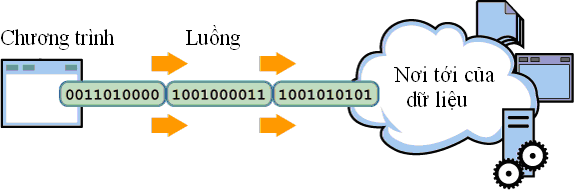 Chương trình
Luồng
0011010000 1001000011 1001010101
Nơi tới của
dữ liệu